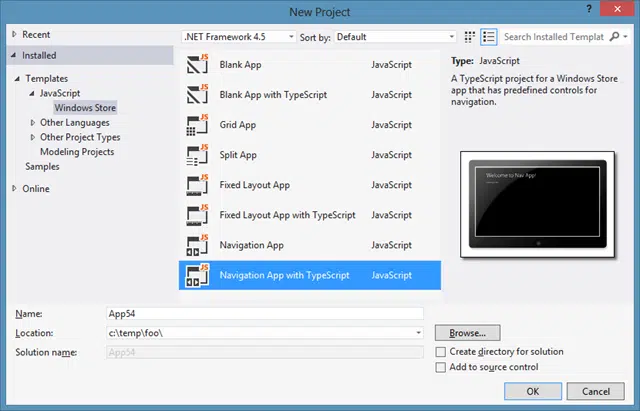 New Project
? ×
Recent
.NET Framework 4.5 Sort by: Default Search Installed Templat
Installed
Templates
JavaScript
Windows Store
Other Languages
Other Project Types
Modeling Projects
Samples
Online
Blank App JavaScript
Blank App with TypeScript JavaScript
Grid App JavaScript
Split App JavaScript
Fixed Layout App JavaScript
Fixed Layout App with TypeScript JavaScript
Navigation App JavaScript
Navigation App with TypeScript JavaScript
Type: JavaScript
A TypeScript project for a Windows Store
app that has predefined controls for
navigation.
Welcome to Nav App!
Name: App54
Location: c:\temp\foo\
Browse...
Solution name: App54
Create directory for solution
Add to source control
OK Cancel